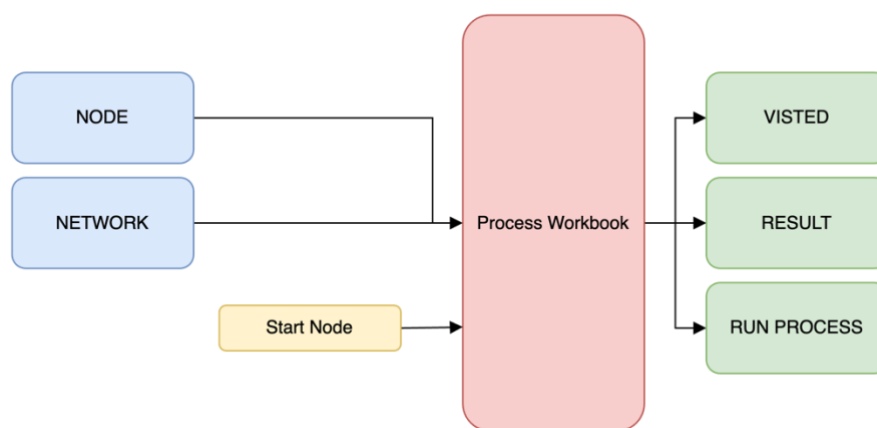 NODE
NETWORK
Start Node
Process Workbook
VISTED
RESULT
RUN PROCESS